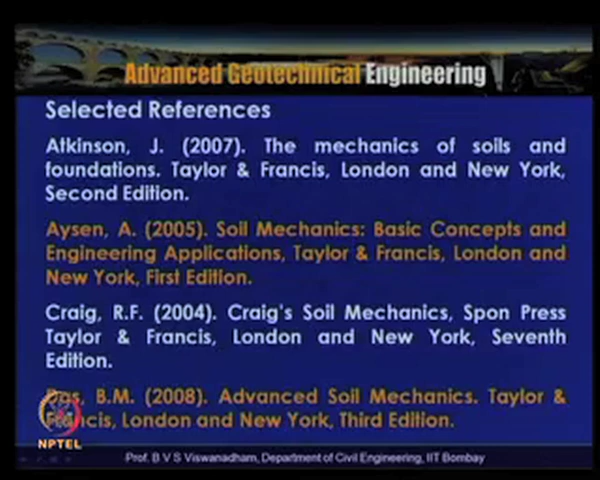 Advanced Geotechnical Engineering
Selected References
Atkinson, J. (2007). The mechanics of soils and
foundations. Taylor & Francis, London and New York,
Second Edition.
Aysen, A. (2005). Soil Mechanics: Basic Concepts and
Engineering Applications, Taylor & Francis, London and
New York, First Edition.
Craig, R.F. (2004). Craig's Soil Mechanics, Spon Press
Taylor & Francis, London and New York, Seventh
Edition.
Das, B.M. (2008). Advanced Soil Mechanics. Taylor &
Francis, London and New York, Third Edition.
NPTEL
Prof. B V S Viswanadham, Department of Civil Engineering, IIT Bombay